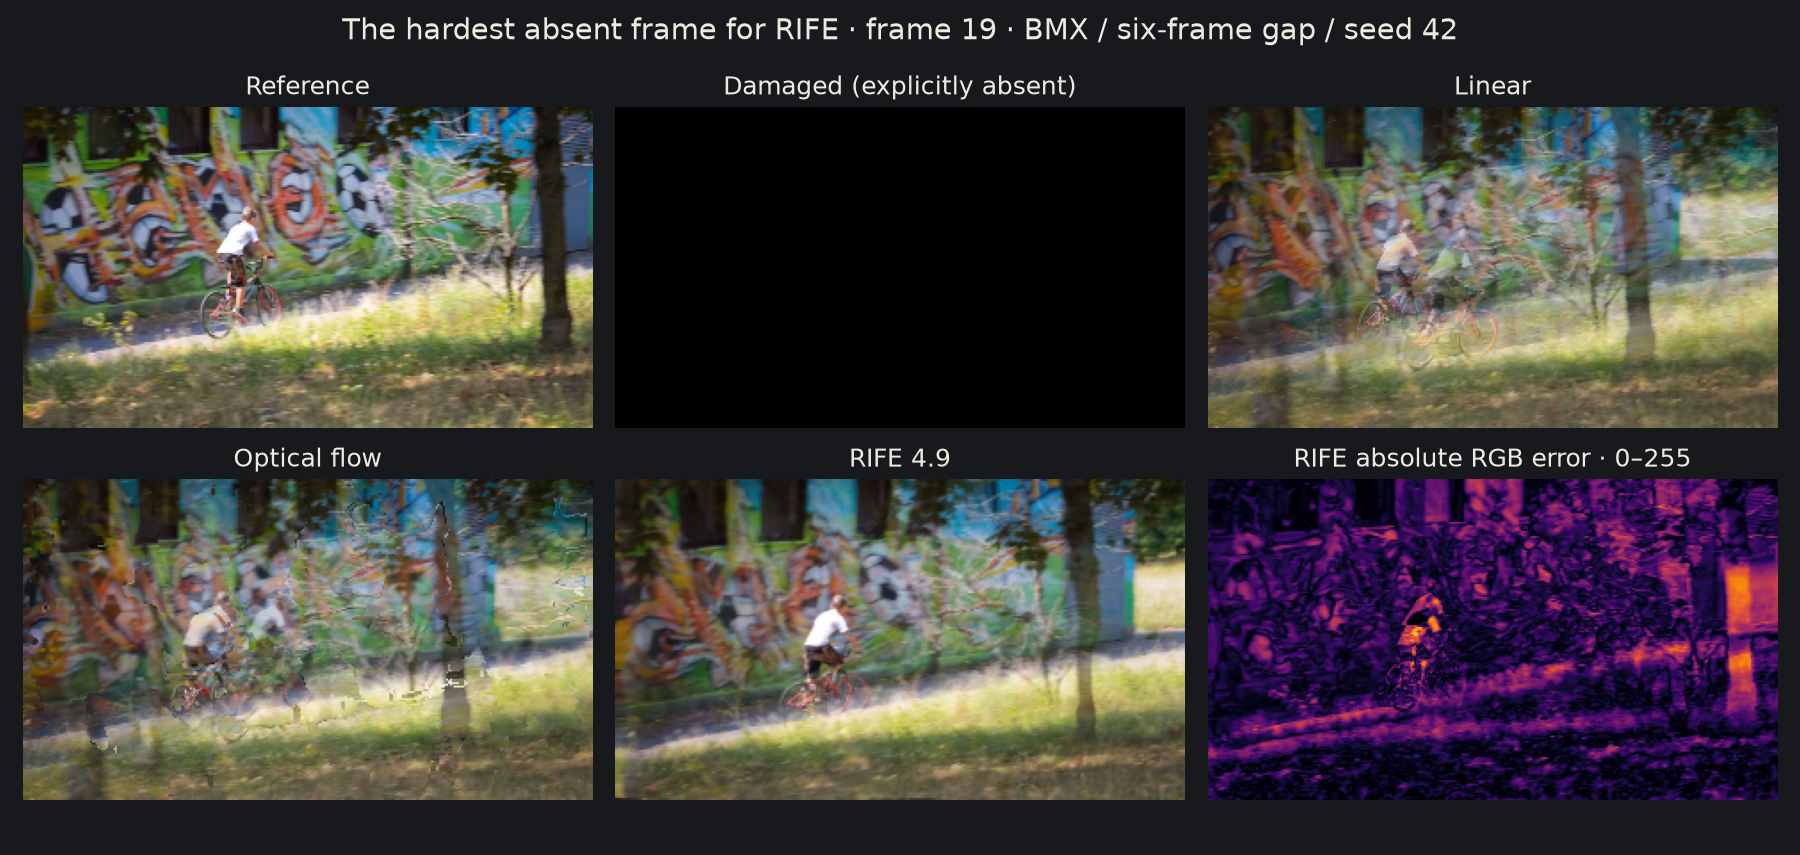 The hardest absent frame for RIFE · frame 19 · BMX / six-frame gap / seed 42
Reference
Damaged (explicitly absent)
Linear
Optical flow
RIFE 4.9
RIFE absolute RGB error · 0–255